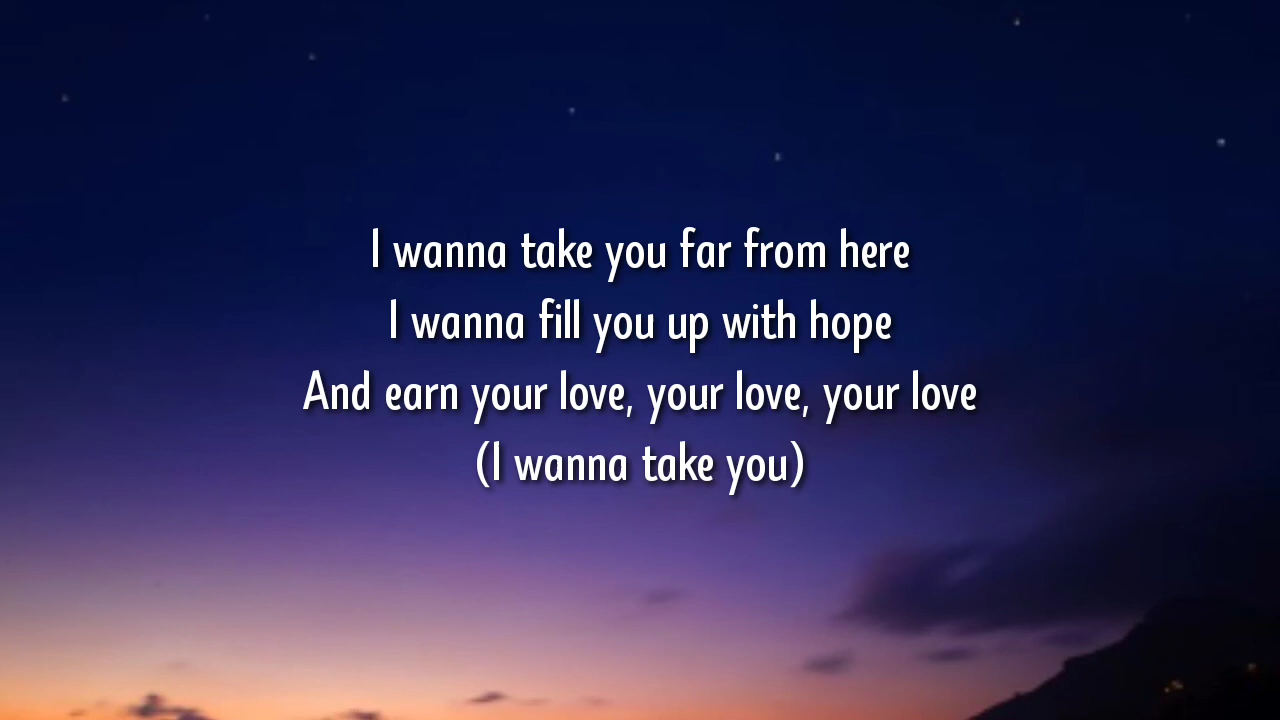 I wanna take you far from here
I wanna fill you up with hope
And earn your love, your love, your love
(I wanna take you)